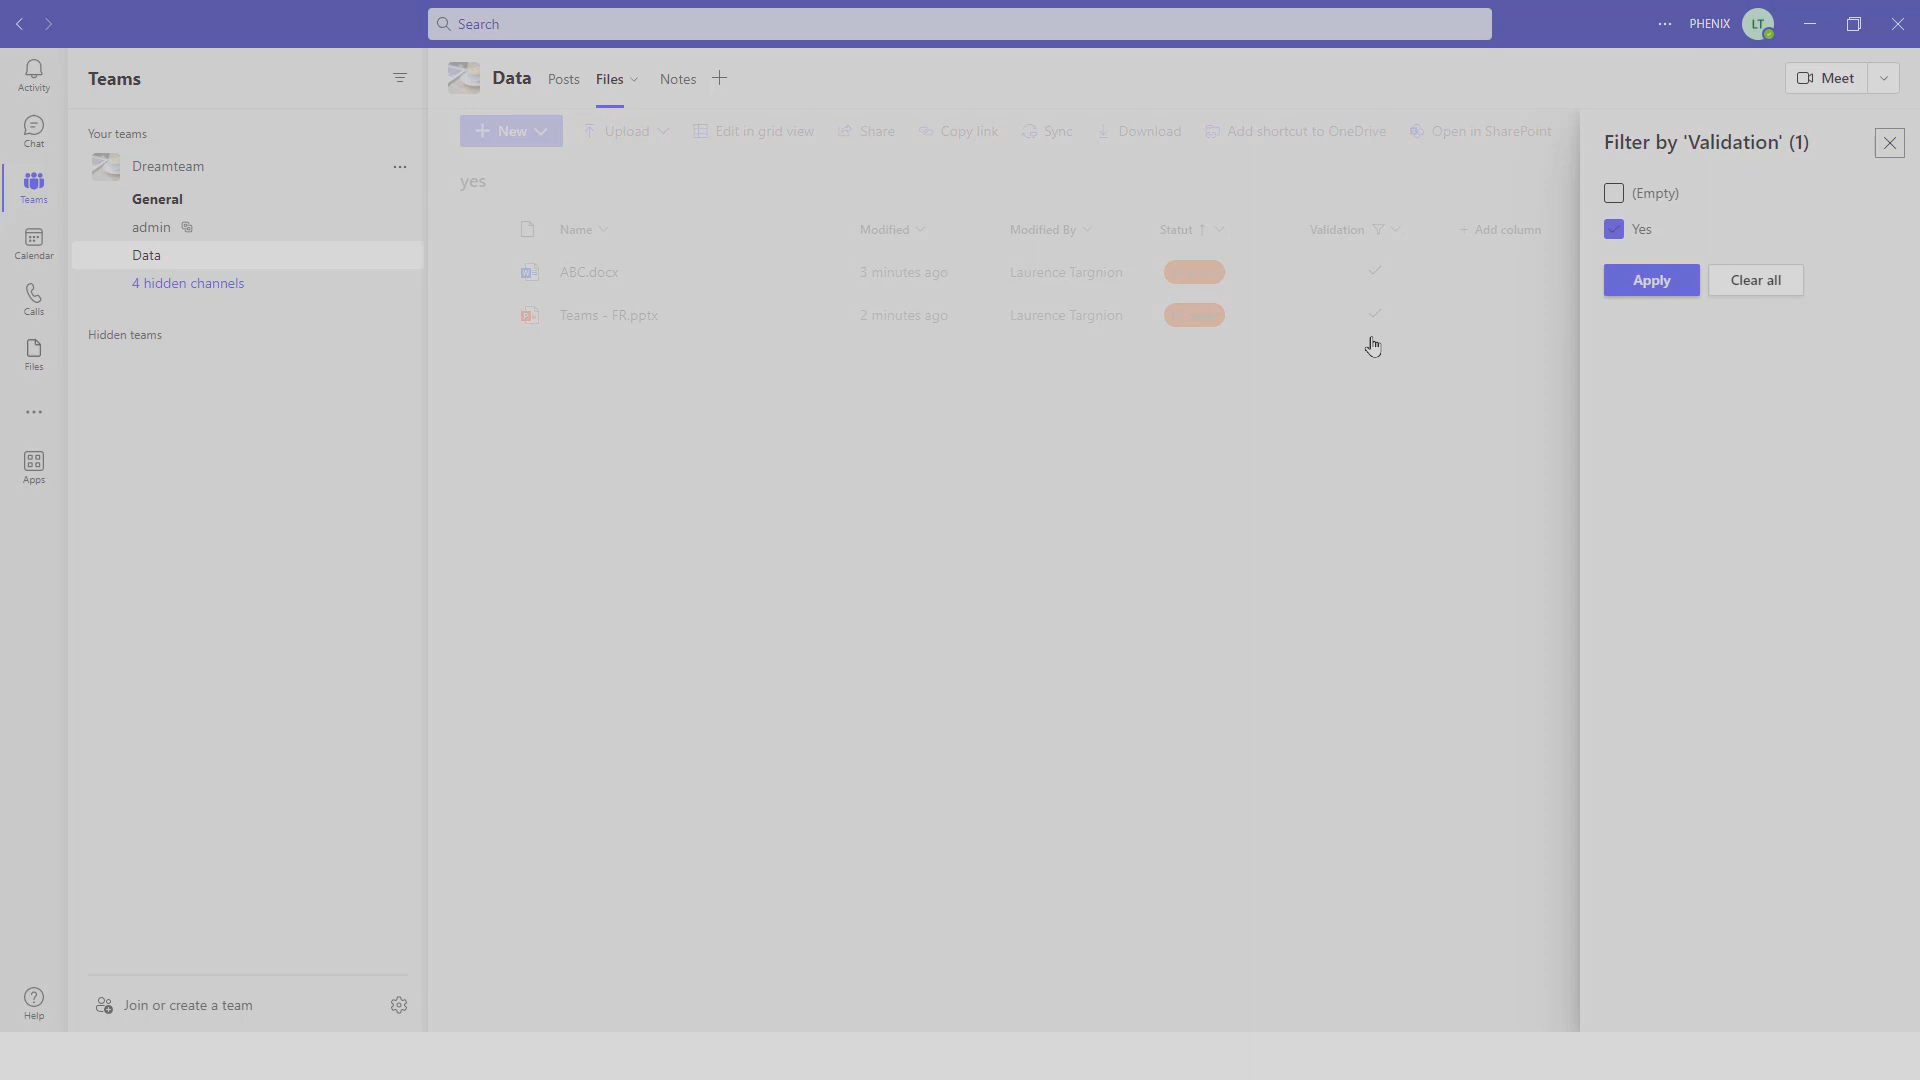 Search
PHENIX
LT
Activity
Chat
Teams
Calendar
Calls
Files
Apps
Help
Teams
Your teams
Dreamteam
General
admin
Data
4 hidden channels
Hidden teams
Join or create a team
Data Posts Files Notes
Meet
New Upload Edit in grid view Share Copy link Sync Download Add shortcut to OneDrive Open in SharePoint
yes
Name Modified Modified By Statut Validation Add column
ABC.docx 3 minutes ago Laurence Targnion
Teams - FR.pptx 2 minutes ago Laurence Targnion
Filter by 'Validation' (1)
(Empty)
Yes
Apply Clear all